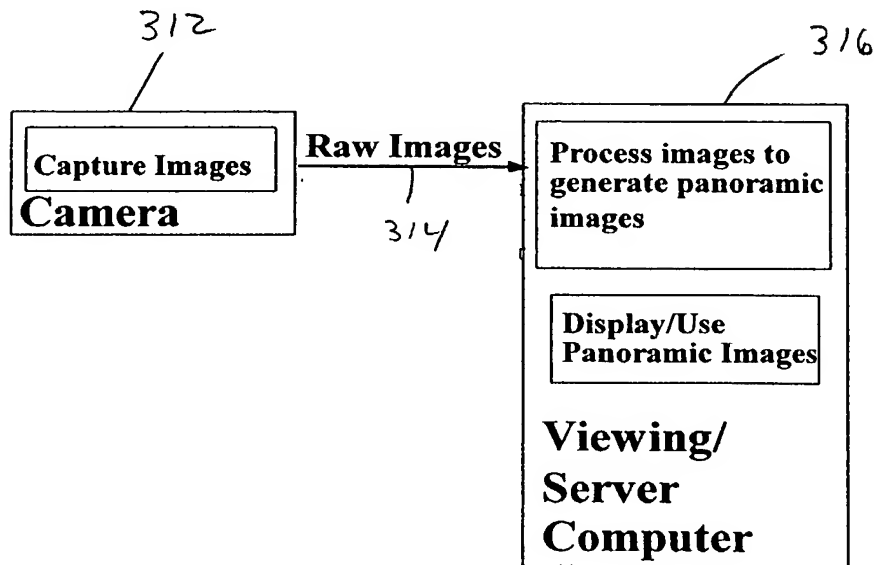 312
316
Capture Images
Camera
Raw Images
314
Process images to
generate panoramic
images
Display/Use
Panoramic Images
Viewing/
Server
Computer